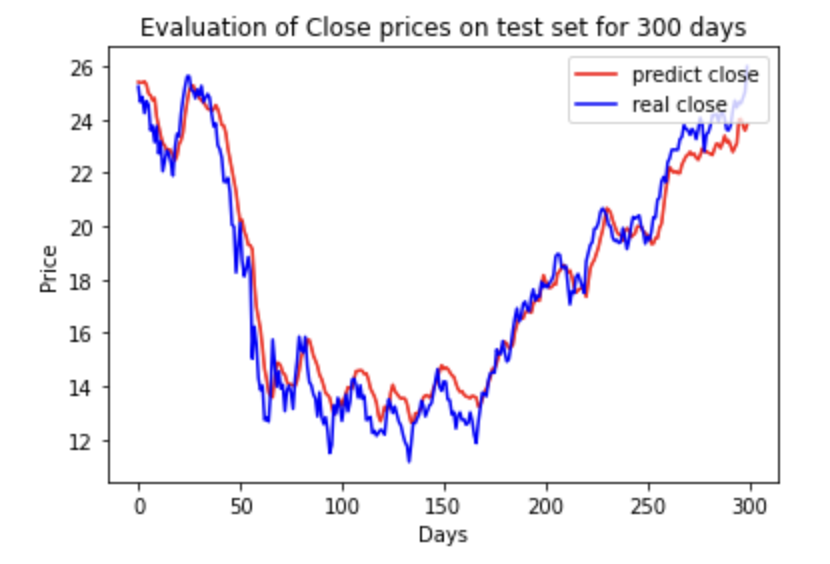 Evaluation of Close prices on test set for 300 days
predict close
real close
26
24
22
20
18
16
14
12
Price
0 50 100 150 200 250 300
Days